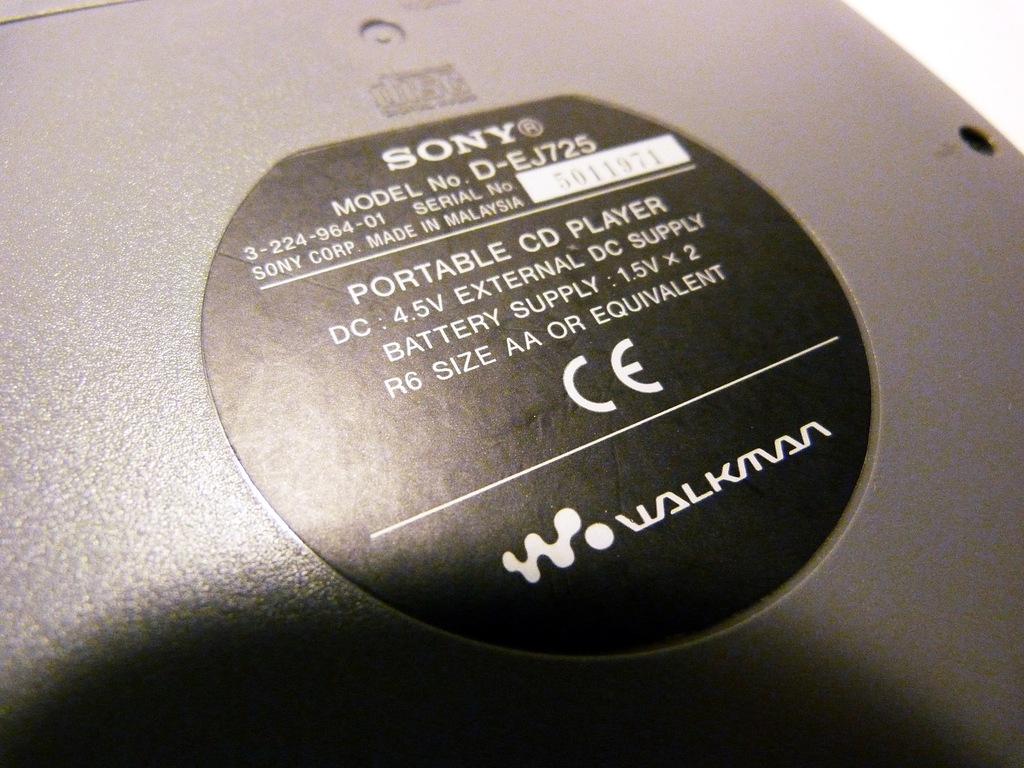 disc
SONY®
MODEL No. D-EJ725
3-224-964-01 SERIAL No. 5011971
SONY CORP. MADE IN MALAYSIA
PORTABLE CD PLAYER
DC : 4.5V EXTERNAL DC SUPPLY
BATTERY SUPPLY : 1.5V × 2
R6 SIZE AA OR EQUIVALENT
CE
WALKMAN